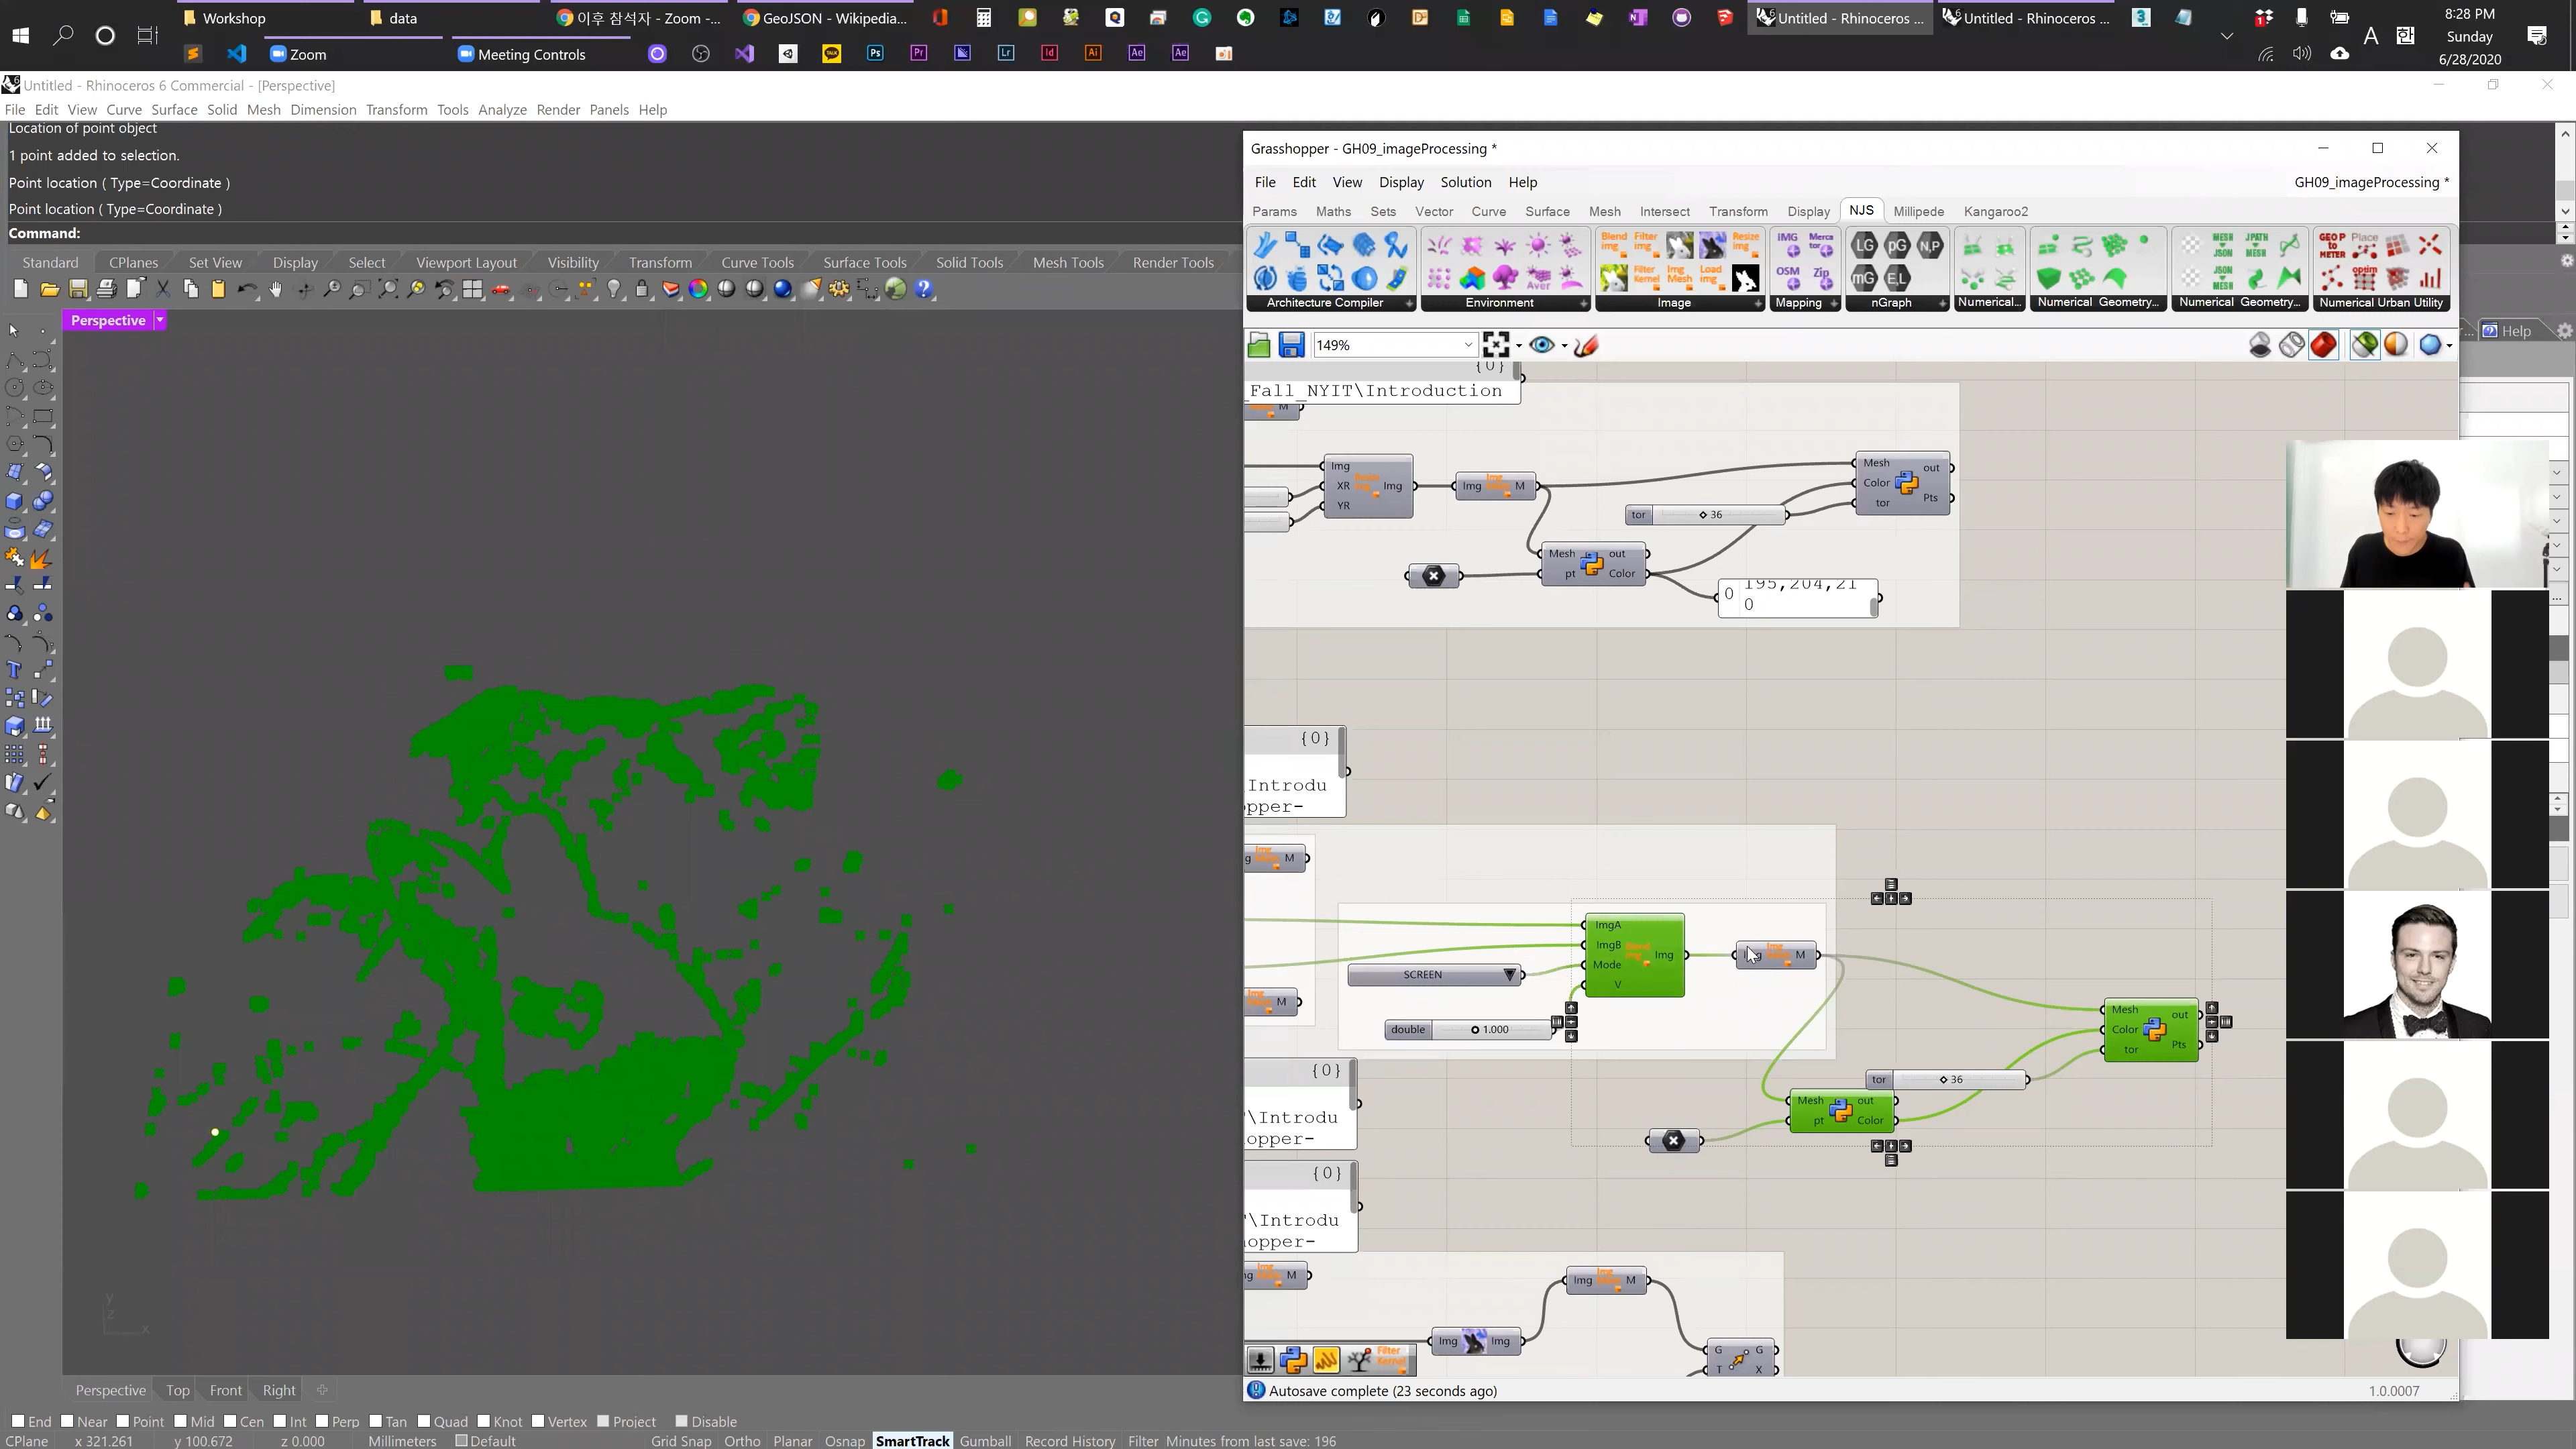 Workshop
data
이후 참석자 - Zoom -...
GeoJSON - Wikipedia...
Untitled - Rhinoceros ...
Untitled - Rhinoceros ...
8:28 PM
Sunday
6/28/2020
Zoom
Meeting Controls
Untitled - Rhinoceros 6 Commercial - [Perspective]
File Edit View Curve Surface Solid Mesh Dimension Transform Tools Analyze Render Panels Help
Location of point object
1 point added to selection.
Point location ( Type=Coordinate )
Point location ( Type=Coordinate )
Command:
Standard CPlanes Set View Display Select Viewport Layout Visibility Transform Curve Tools Surface Tools Solid Tools Mesh Tools Render Tools
Perspective
Grasshopper - GH09_imageProcessing *
File Edit View Display Solution Help
GH09_imageProcessing *
Params Maths Sets Vector Curve Surface Mesh Intersect Transform Display NJS Millipede Kangaroo2
Architecture Compiler Environment Image Mapping nGraph Numerical... Numerical_Geometry... Numerical_Geometry... Numerical Urban Utility
149%
Help
{0}
_Fall_NYIT\Introduction
M
Img
XR
YR
Img
Img M
Mesh
Color
tor
out
Pts
tor 36
Mesh
pt
out
Color
0 195,204,21
0
{0}
Introdu
opper-
g M
ImgA
ImgB
Mode
V
Img
M
SCREEN
double 1.000
M
Mesh
Color
tor
out
Pts
tor 36
Mesh
pt
out
Color
{0}
\Introdu
opper-
{0}
\Introdu
opper-
M
Img M
Img Img
G G
T X
Autosave complete (23 seconds ago)
1.0.0007
Perspective Top Front Right
End Near Point Mid Cen Int Perp Tan Quad Knot Vertex Project Disable
CPlane x 321.261 y 100.672 z 0.000 Millimeters Default Grid Snap Ortho Planar Osnap SmartTrack Gumball Record History Filter Minutes from last save: 196